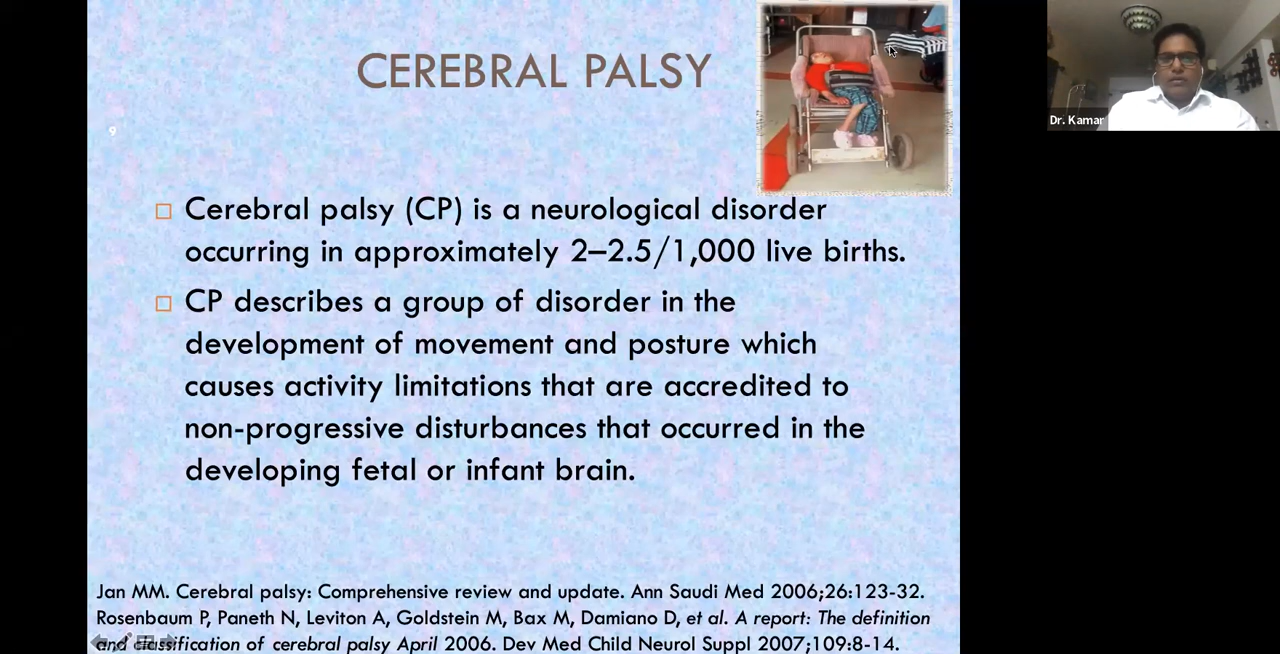 CEREBRAL PALSY
Dr. Kamar
9
Cerebral palsy (CP) is a neurological disorder
occurring in approximately 2–2.5/1,000 live births.
CP describes a group of disorder in the
development of movement and posture which
causes activity limitations that are accredited to
non-progressive disturbances that occurred in the
developing fetal or infant brain.
Jan MM. Cerebral palsy: Comprehensive review and update. Ann Saudi Med 2006;26:123-32.
Rosenbaum P, Paneth N, Leviton A, Goldstein M, Bax M, Damiano D, et al. A report: The definition
and classification of cerebral palsy April 2006. Dev Med Child Neurol Suppl 2007;109:8-14.